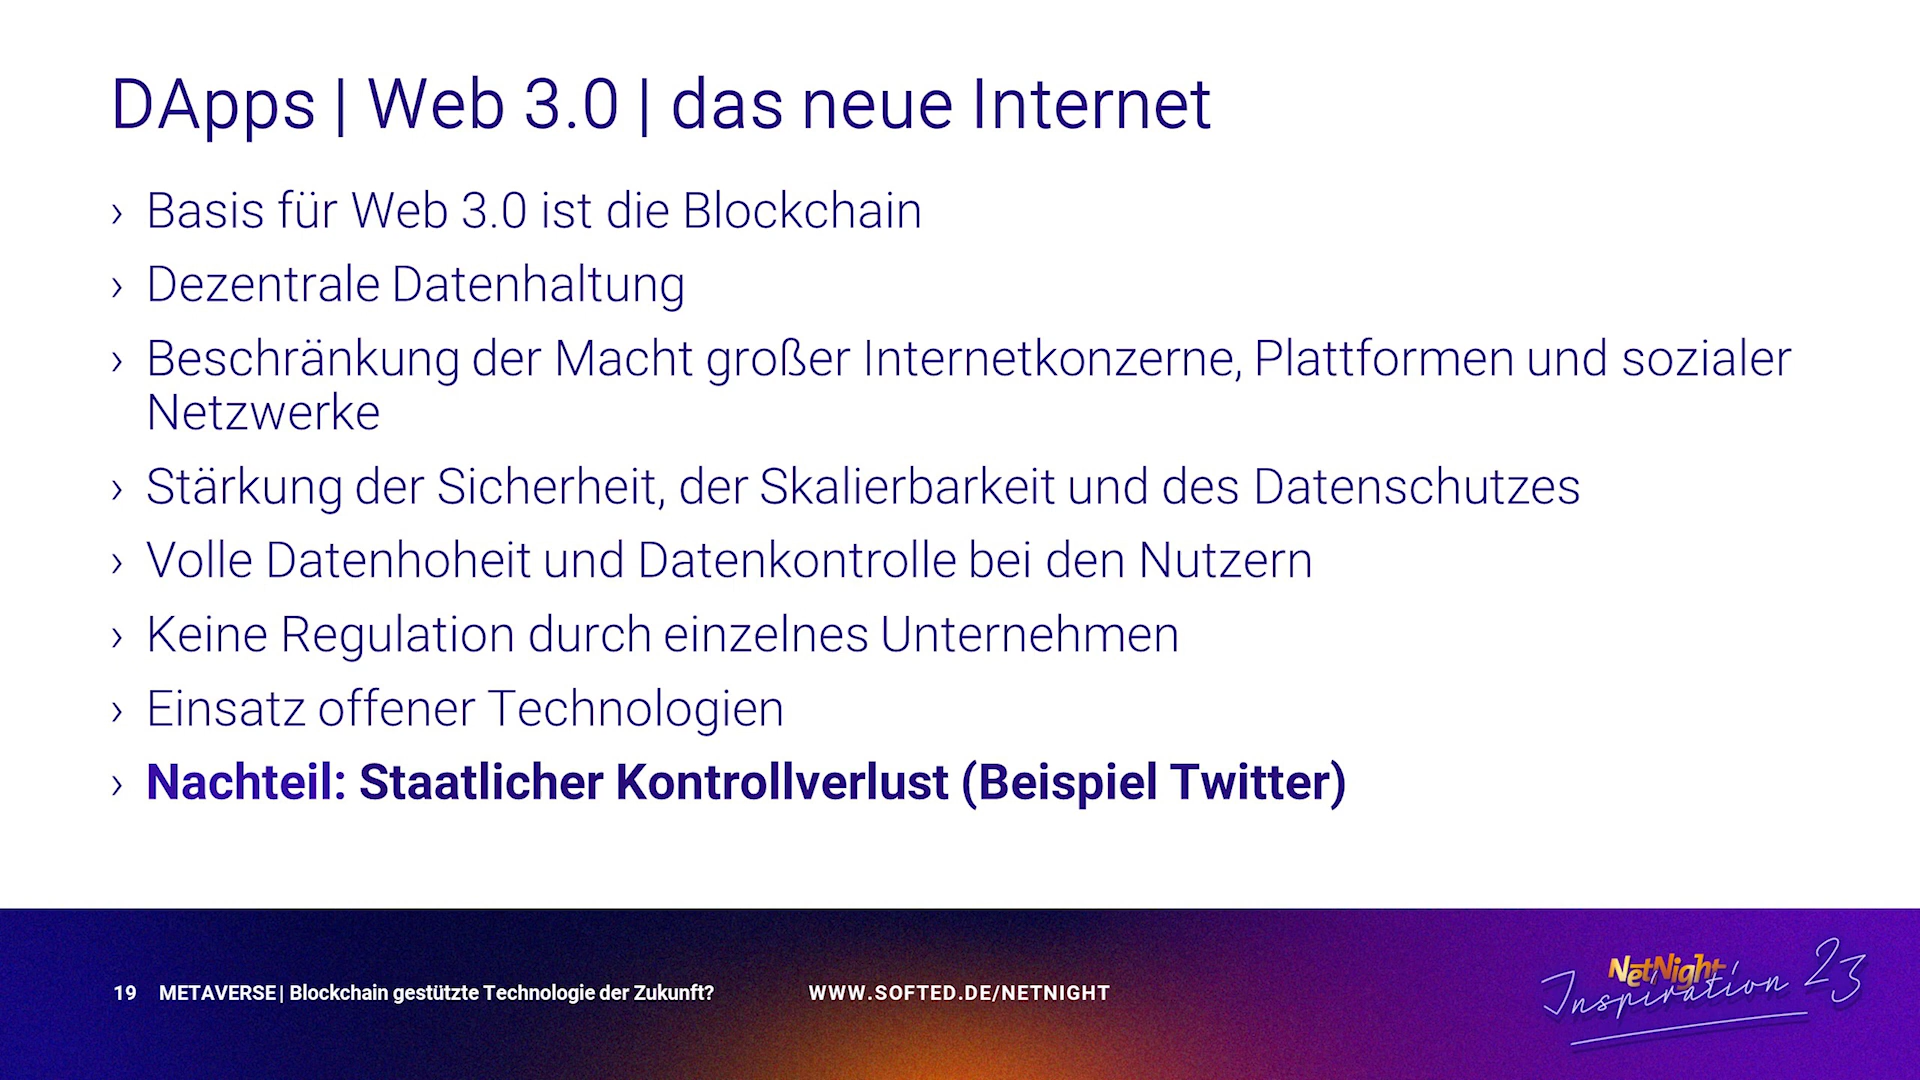 DApps | Web 3.0 | das neue Internet
› Basis für Web 3.0 ist die Blockchain
› Dezentrale Datenhaltung
› Beschränkung der Macht großer Internetkonzerne, Plattformen und sozialer
Netzwerke
› Stärkung der Sicherheit, der Skalierbarkeit und des Datenschutzes
› Volle Datenhoheit und Datenkontrolle bei den Nutzern
› Keine Regulation durch einzelnes Unternehmen
› Einsatz offener Technologien
› Nachteil: Staatlicher Kontrollverlust (Beispiel Twitter)
19 METAVERSE | Blockchain gestützte Technologie der Zukunft? WWW.SOFTED.DE/NETNIGHT
NetNight
Inspiration 23